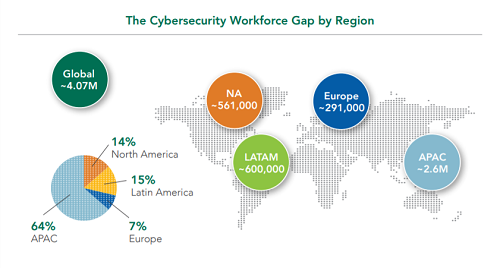 The Cybersecurity Workforce Gap by Region
Global
~4.07M
NA
~561,000
Europe
~291,000
LATAM
~600,000
APAC
~2.6M
14%
North America
15%
Latin America
64%
APAC
7%
Europe